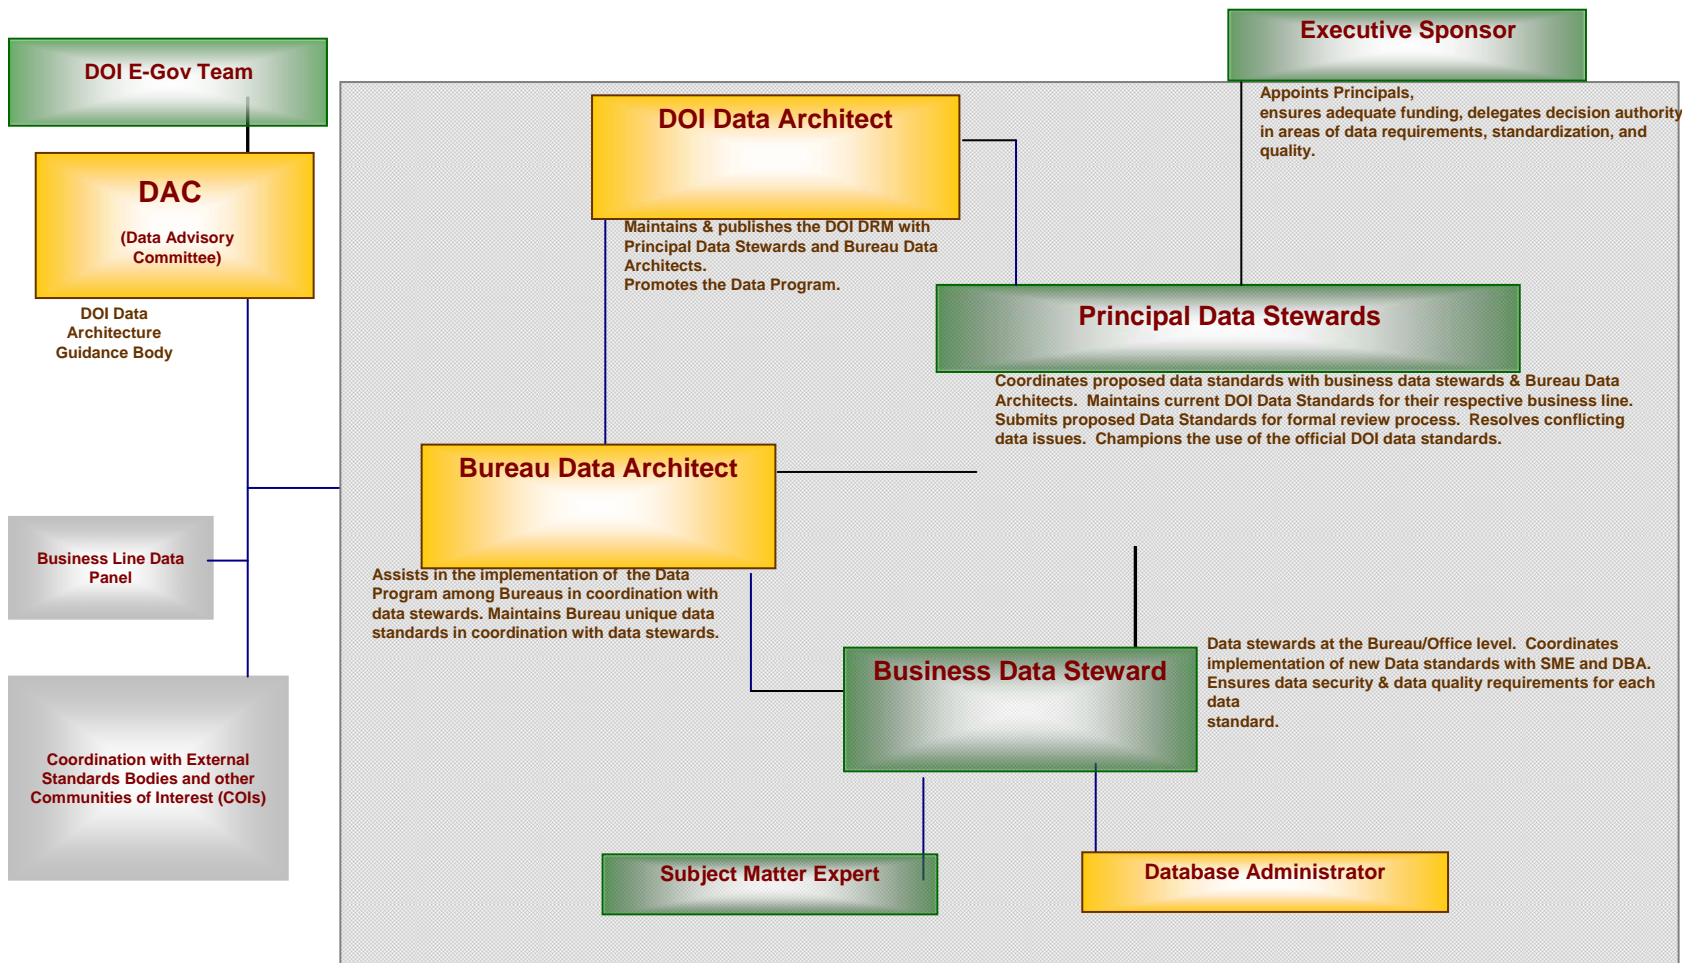 Executive Sponsor
DOI E-Gov Team
Appoints Principals,
ensures adequate funding, delegates decision authority
in areas of data requirements, standardization, and
quality.
DOI Data Architect
DAC
(Data Advisory
Committee)
Maintains & publishes the DOI DRM with
Principal Data Stewards and Bureau Data
Architects.
Promotes the Data Program.
DOI Data
Architecture
Guidance Body
Principal Data Stewards
Coordinates proposed data standards with business data stewards & Bureau Data
Architects.  Maintains current DOI Data Standards for their respective business line.
Submits proposed Data Standards for formal review process.  Resolves conflicting
data issues.  Champions the use of the official DOI data standards.
Bureau Data Architect
Business Line Data
Panel
Assists in the implementation of  the Data
Program among Bureaus in coordination with
data stewards. Maintains Bureau unique data
standards in coordination with data stewards.
Business Data Steward
Data stewards at the Bureau/Office level.  Coordinates
implementation of new Data standards with SME and DBA.
Ensures data security & data quality requirements for each
data
standard.
Coordination with External
Standards Bodies and other
Communities of Interest (COIs)
Subject Matter Expert
Database Administrator